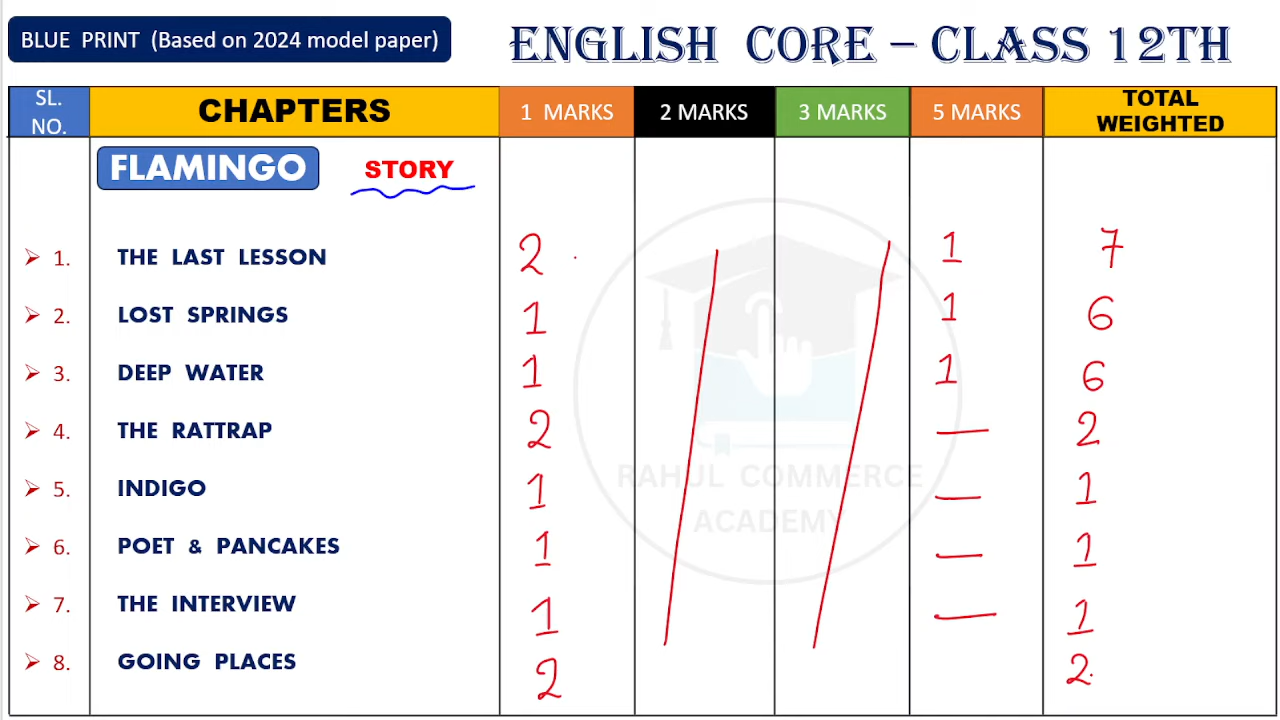 BLUE PRINT (Based on 2024 model paper)
ENGLISH CORE – CLASS 12TH
SL. NO. CHAPTERS 1 MARKS 2 MARKS 3 MARKS 5 MARKS TOTAL WEIGHTED
FLAMINGO STORY
1. THE LAST LESSON 2 1 7
2. LOST SPRINGS 1 1 6
3. DEEP WATER 1 1 6
4. THE RATTRAP 2 — 2
5. INDIGO 1 — 1
6. POET & PANCAKES 1 — 1
7. THE INTERVIEW 1 — 1
8. GOING PLACES 2 2
RAHUL COMMERCE
ACADEMY